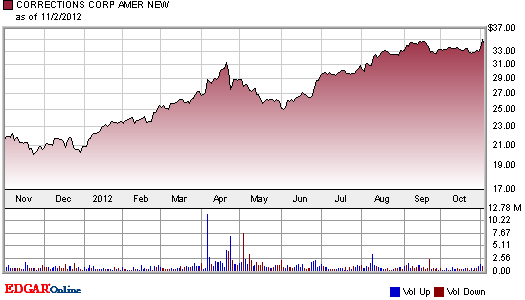 CORRECTIONS CORP AMER NEW
as of 11/2/2012
$37.00
33.00
31.00
29.00
27.00
25.00
23.00
21.00
19.00
17.00
Nov Dec 2012 Feb Mar Apr May Jun Jul Aug Sep Oct
12.78 M
10.22
7.67
5.11
2.56
0.00
EDGAR Online
Vol Up Vol Down